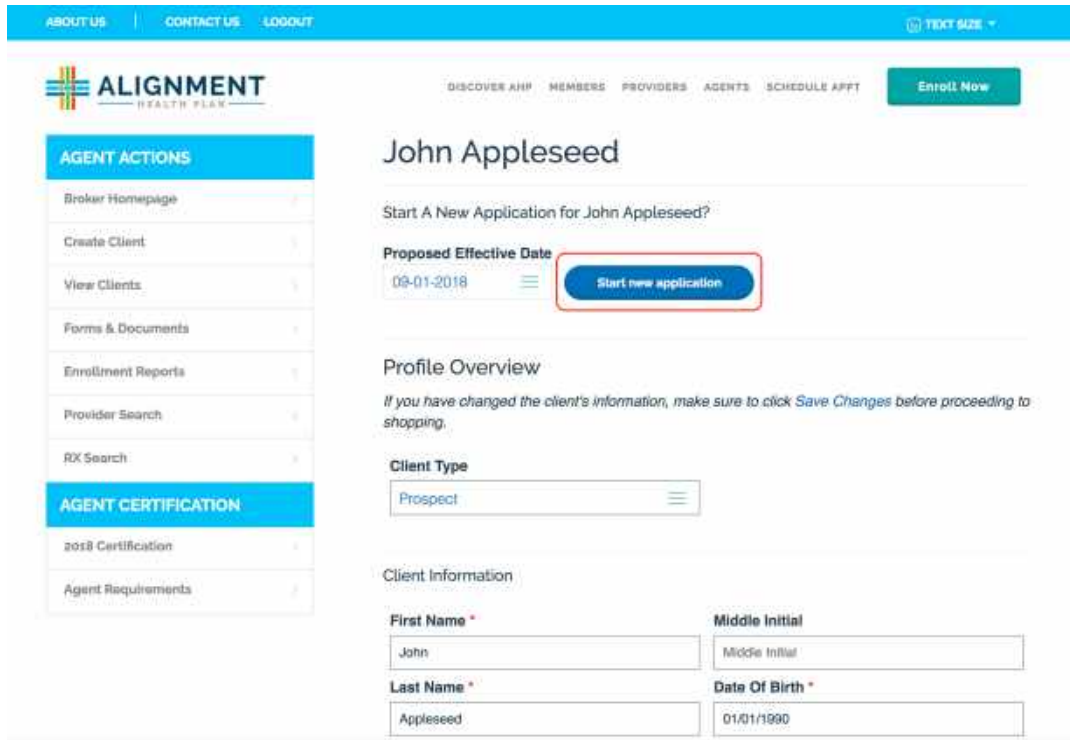 ABOUT US | CONTACT US LOGOUT TEXT SIZE
ALIGNMENT
HEALTH PLAN
DISCOVER AHP MEMBERS PROVIDERS AGENTS SCHEDULE APPT Enroll Now
AGENT ACTIONS
Broker Homepage
Create Client
View Clients
Forms & Documents
Enrollment Reports
Provider Search
RX Search
AGENT CERTIFICATION
2018 Certification
Agent Requirements
John Appleseed
Start A New Application for John Appleseed?
Proposed Effective Date
09-01-2018 Start new application
Profile Overview
If you have changed the client's information, make sure to click Save Changes before proceeding to
shopping.
Client Type
Prospect
Client Information
First Name * Middle Initial
John Middle Initial
Last Name * Date Of Birth *
Appleseed 01/01/1990